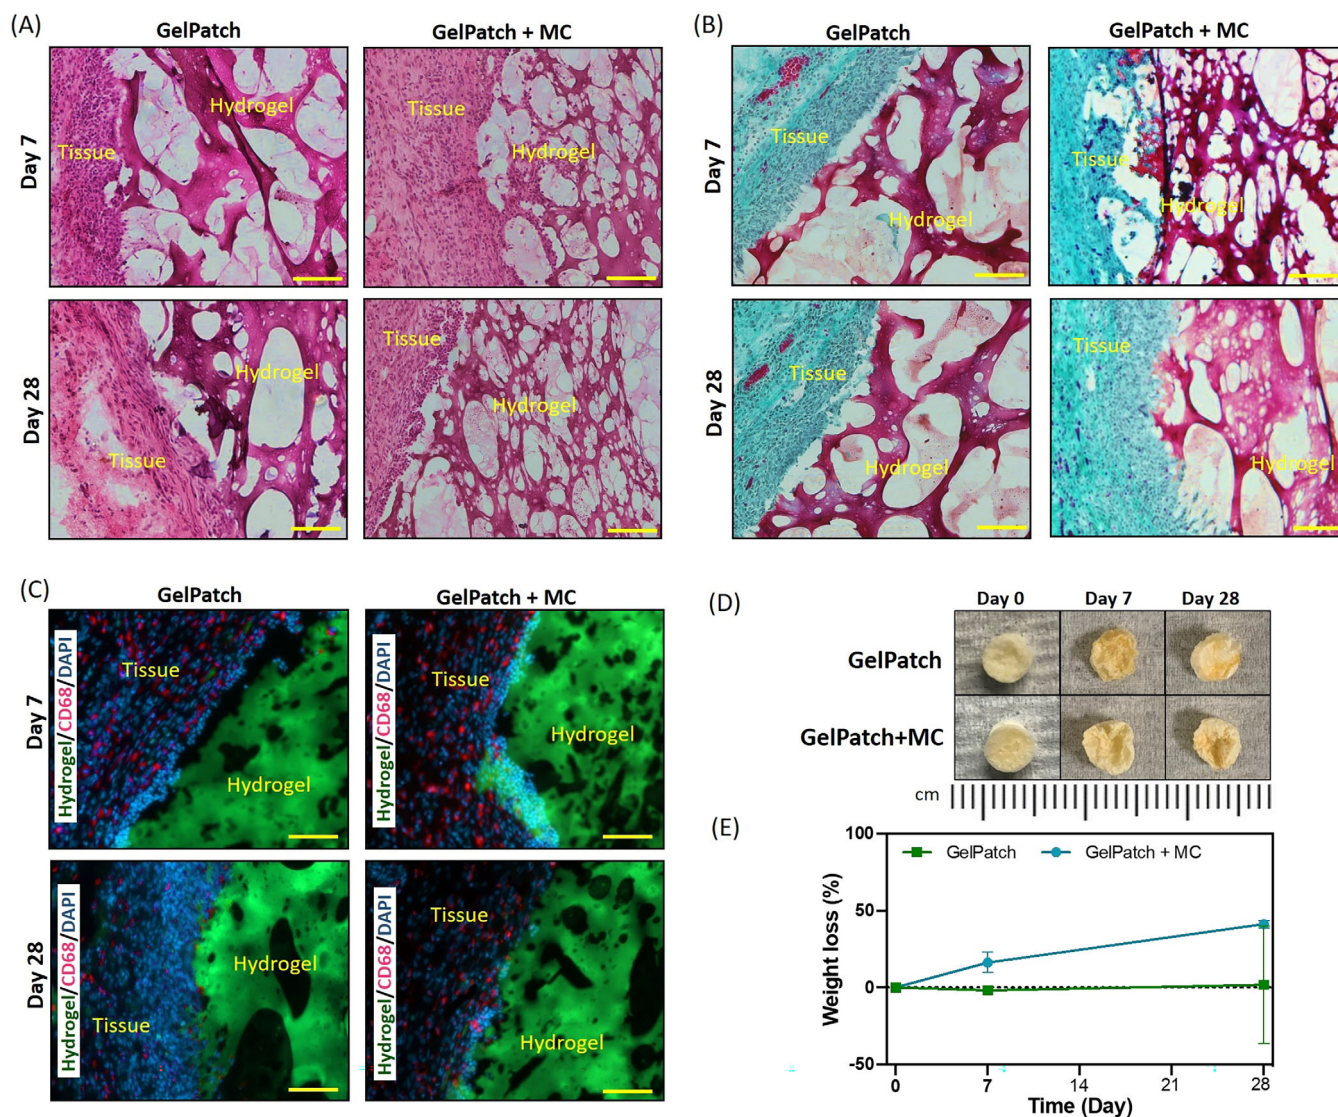 (A)
GelPatch
GelPatch + MC
Day 7
Tissue
Hydrogel
Tissue
Hydrogel
Day 28
Tissue
Hydrogel
Tissue
Hydrogel
(B)
GelPatch
GelPatch + MC
Day 7
Tissue
Hydrogel
Tissue
Hydrogel
Day 28
Tissue
Hydrogel
Tissue
Hydrogel
(C)
GelPatch
GelPatch + MC
Day 7
Hydrogel/CD68/DAPI
Tissue
Hydrogel
Hydrogel/CD68/DAPI
Tissue
Hydrogel
Day 28
Hydrogel/CD68/DAPI
Tissue
Hydrogel
Hydrogel/CD68/DAPI
Tissue
Hydrogel
(D)
Day 0
Day 7
Day 28
GelPatch
GelPatch+MC
cm
(E)
GelPatch
GelPatch + MC
Weight loss (%)
100
50
0
-50
0
7
14
21
28
Time (Day)